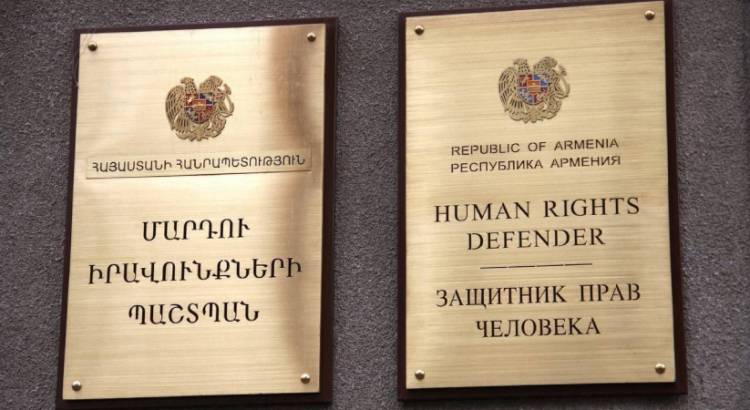 ՀԱՅԱՍՏԱՆԻ ՀԱՆՐԱՊԵՏՈՒԹՅՈՒՆ
ՄԱՐԴՈՒ
ԻՐԱՎՈՒՆՔՆԵՐԻ
ՊԱՇՏՊԱՆ
REPUBLIC OF ARMENIA
РЕСПУБЛИКА АРМЕНИЯ
HUMAN RIGHTS
DEFENDER
ЗАЩИТНИК ПРАВ
ЧЕЛОВЕКА